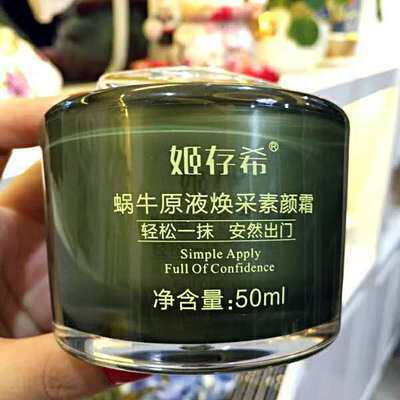 姬存希®
蜗牛原液焕采素颜霜
轻松一抹 安然出门
Simple Apply
Full Of Confidence
净含量:50ml